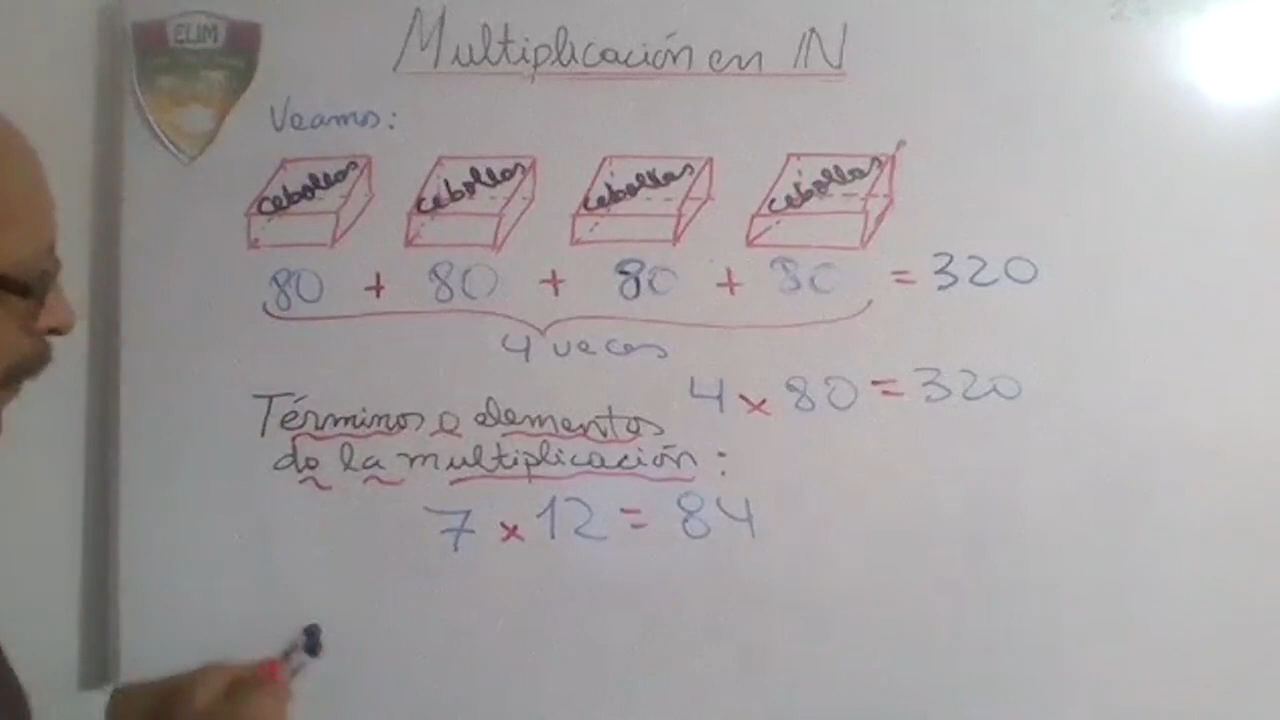 ELIM
Multiplicación en IN
Veamos:
cebollas cebollas cebollas cebollas
80 + 80 + 80 + 80 = 320
4 veces
4 x 80 = 320
Términos o elementos
de la multiplicación:
7 x 12 = 84